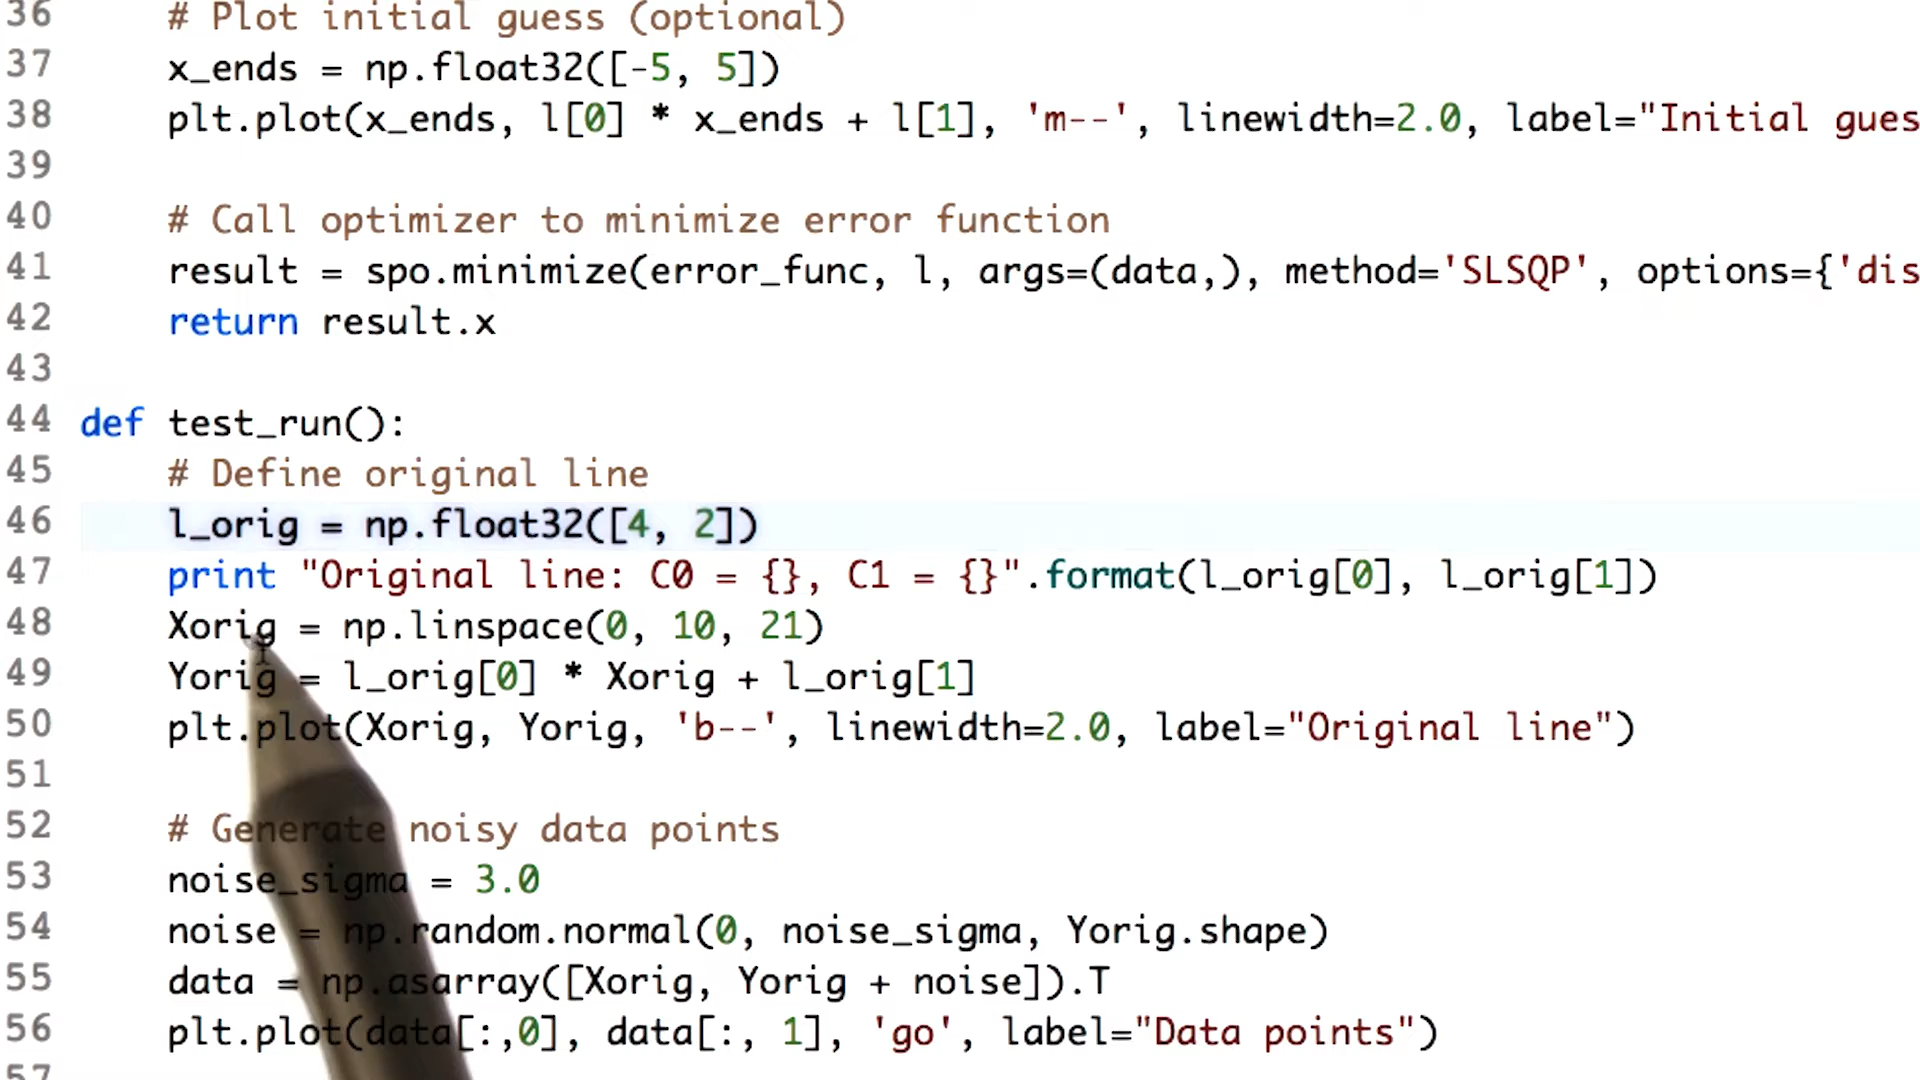 36 # Plot initial guess (optional)
37 x_ends = np.float32([-5, 5])
38 plt.plot(x_ends, l[0] * x_ends + l[1], 'm--', linewidth=2.0, label="Initial gues
39
40 # Call optimizer to minimize error function
41 result = spo.minimize(error_func, l, args=(data,), method='SLSQP', options={'dis
42 return result.x
43
44 def test_run():
45 # Define original line
46 l_orig = np.float32([4, 2])
47 print "Original line: C0 = {}, C1 = {}".format(l_orig[0], l_orig[1])
48 Xorig = np.linspace(0, 10, 21)
49 Yorig = l_orig[0] * Xorig + l_orig[1]
50 plt.plot(Xorig, Yorig, 'b--', linewidth=2.0, label="Original line")
51
52 # Generate noisy data points
53 noise_sigma = 3.0
54 noise = np.random.normal(0, noise_sigma, Yorig.shape)
55 data = np.asarray([Xorig, Yorig + noise]).T
56 plt.plot(data[:,0], data[:, 1], 'go', label="Data points")
57